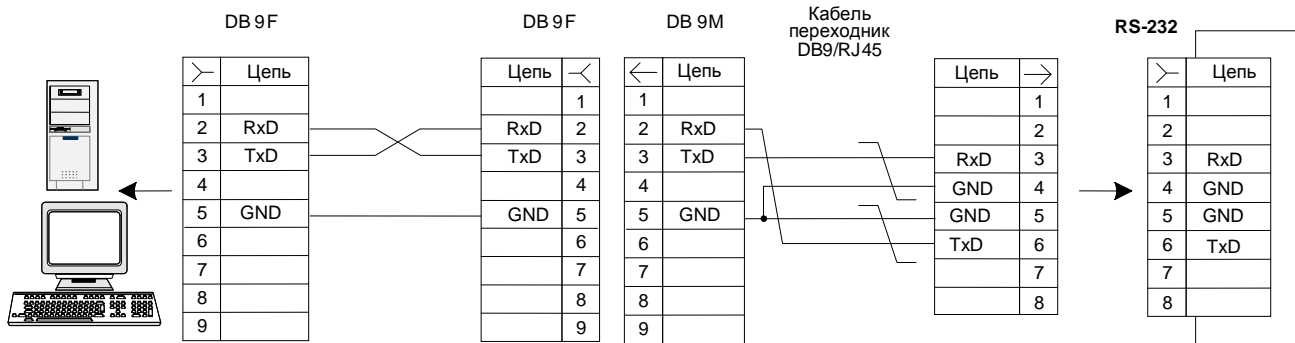 DB 9F
DB 9F
DB 9M
Кабель
переходник
DB9/RJ45
RS-232
Цепь
1
2 RxD
3 TxD
4
5 GND
6
7
8
9
Цепь
1
RxD 2
TxD 3
4
GND 5
6
7
8
9
Цепь
1
2 RxD
3 TxD
4
5 GND
6
7
8
9
Цепь
1
2
RxD 3
GND 4
GND 5
TxD 6
7
8
Цепь
1
2
3 RxD
4 GND
5 GND
6 TxD
7
8